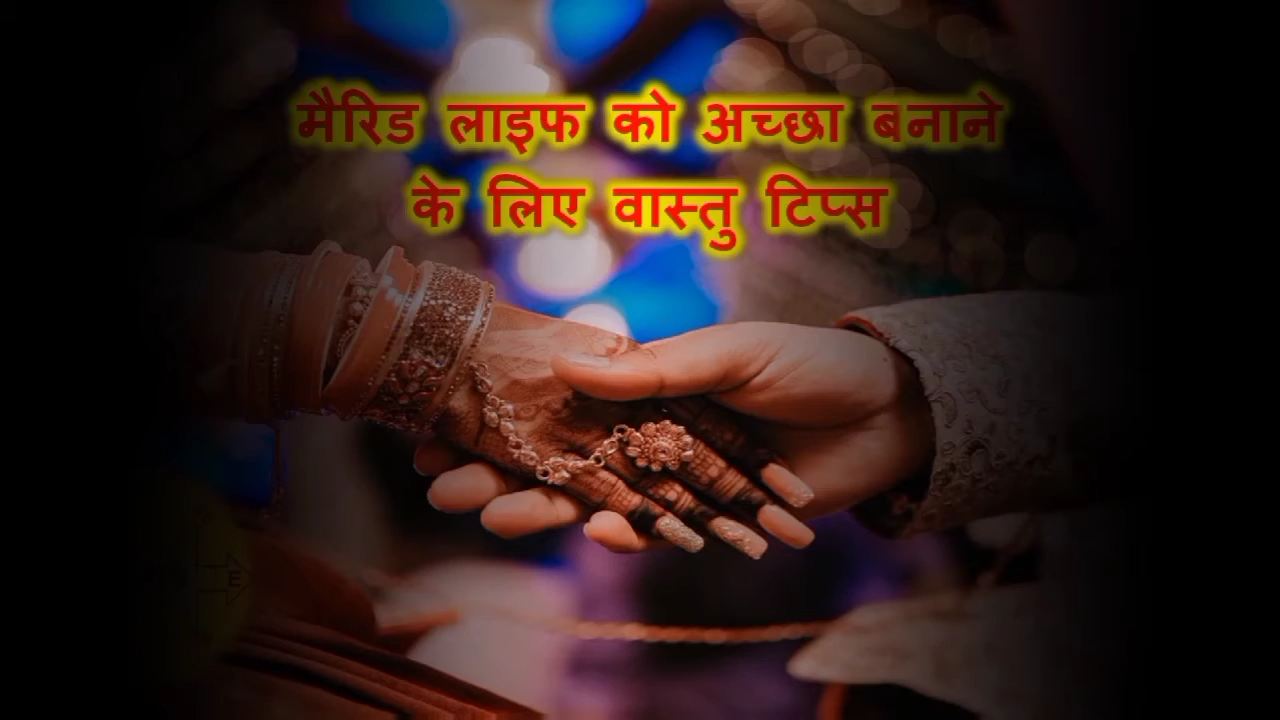 मैरिड लाइफ को अच्छा बनाने
के लिए वास्तु टिप्स
E